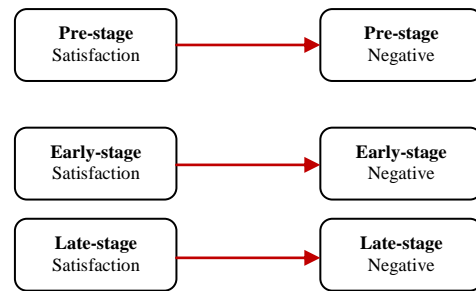 Pre-stage
Satisfaction
Pre-stage
Negative
Early-stage
Satisfaction
Early-stage
Negative
Late-stage
Satisfaction
Late-stage
Negative